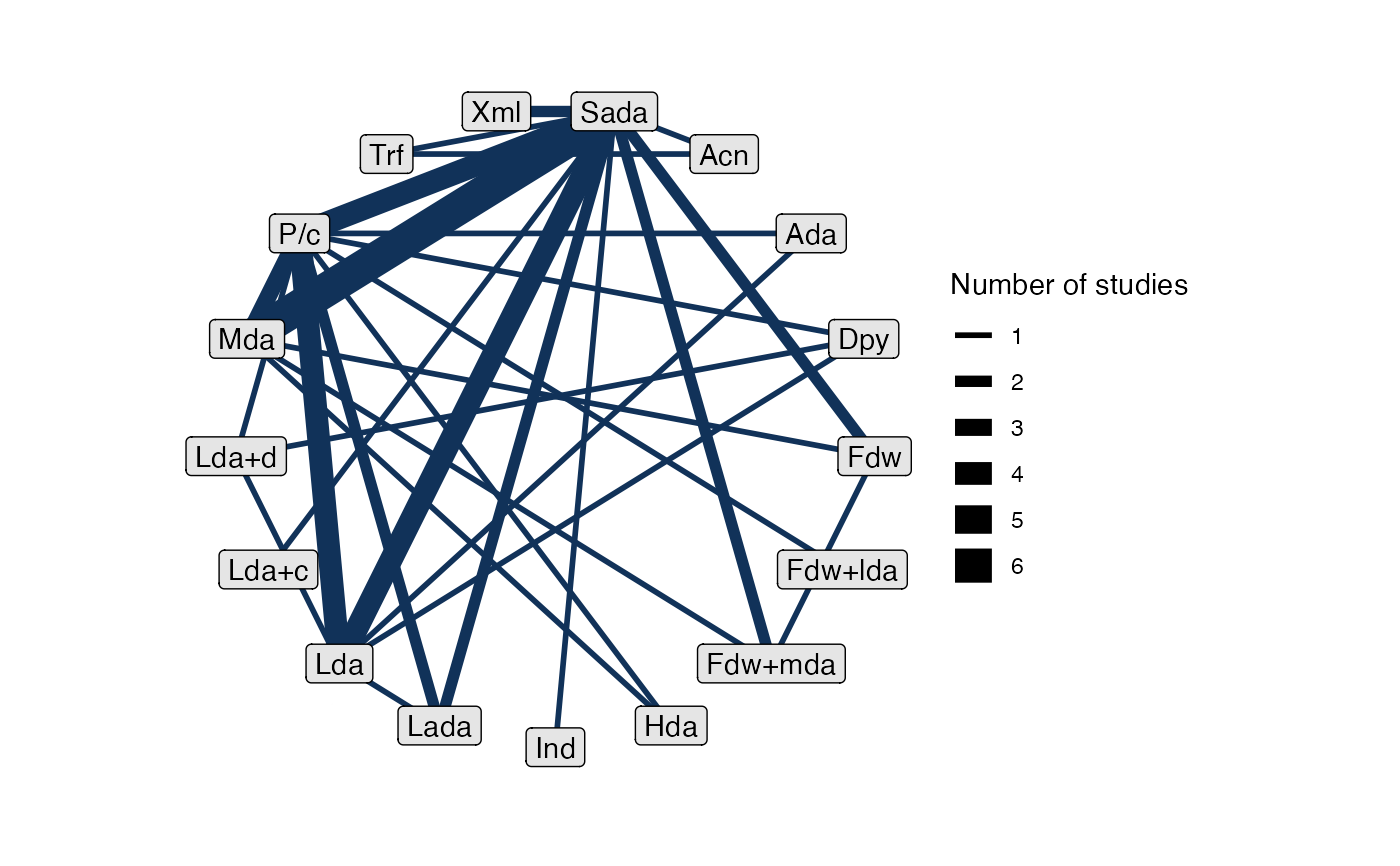 Xml
Sada
Trf
Acn
P/c
Ada
Mda
Dpy
Lda+d
Fdw
Lda+c
Fdw+lda
Lda
Fdw+mda
Lada
Hda
Ind
Number of studies
1
2
3
4
5
6